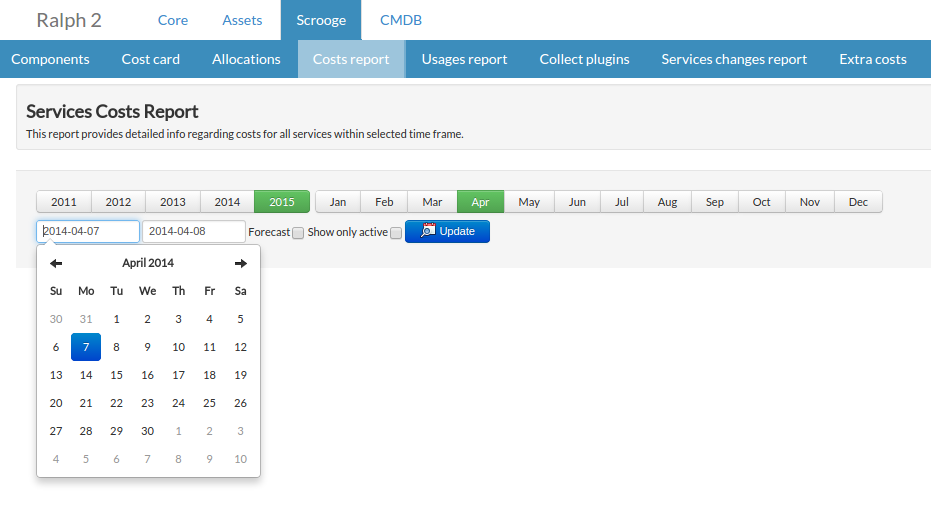 Ralph 2 Core Assets Scrooge CMDB
Components Cost card Allocations Costs report Usages report Collect plugins Services changes report Extra costs
Services Costs Report
This report provides detailed info regarding costs for all services within selected time frame.
2011 2012 2013 2014 2015 Jan Feb Mar Apr May Jun Jul Aug Sep Oct Nov Dec
2014-04-07 2014-04-08 Forecast Show only active Update
April 2014
Su Mo Tu We Th Fr Sa
30 31 1 2 3 4 5
6 7 8 9 10 11 12
13 14 15 16 17 18 19
20 21 22 23 24 25 26
27 28 29 30 1 2 3
4 5 6 7 8 9 10